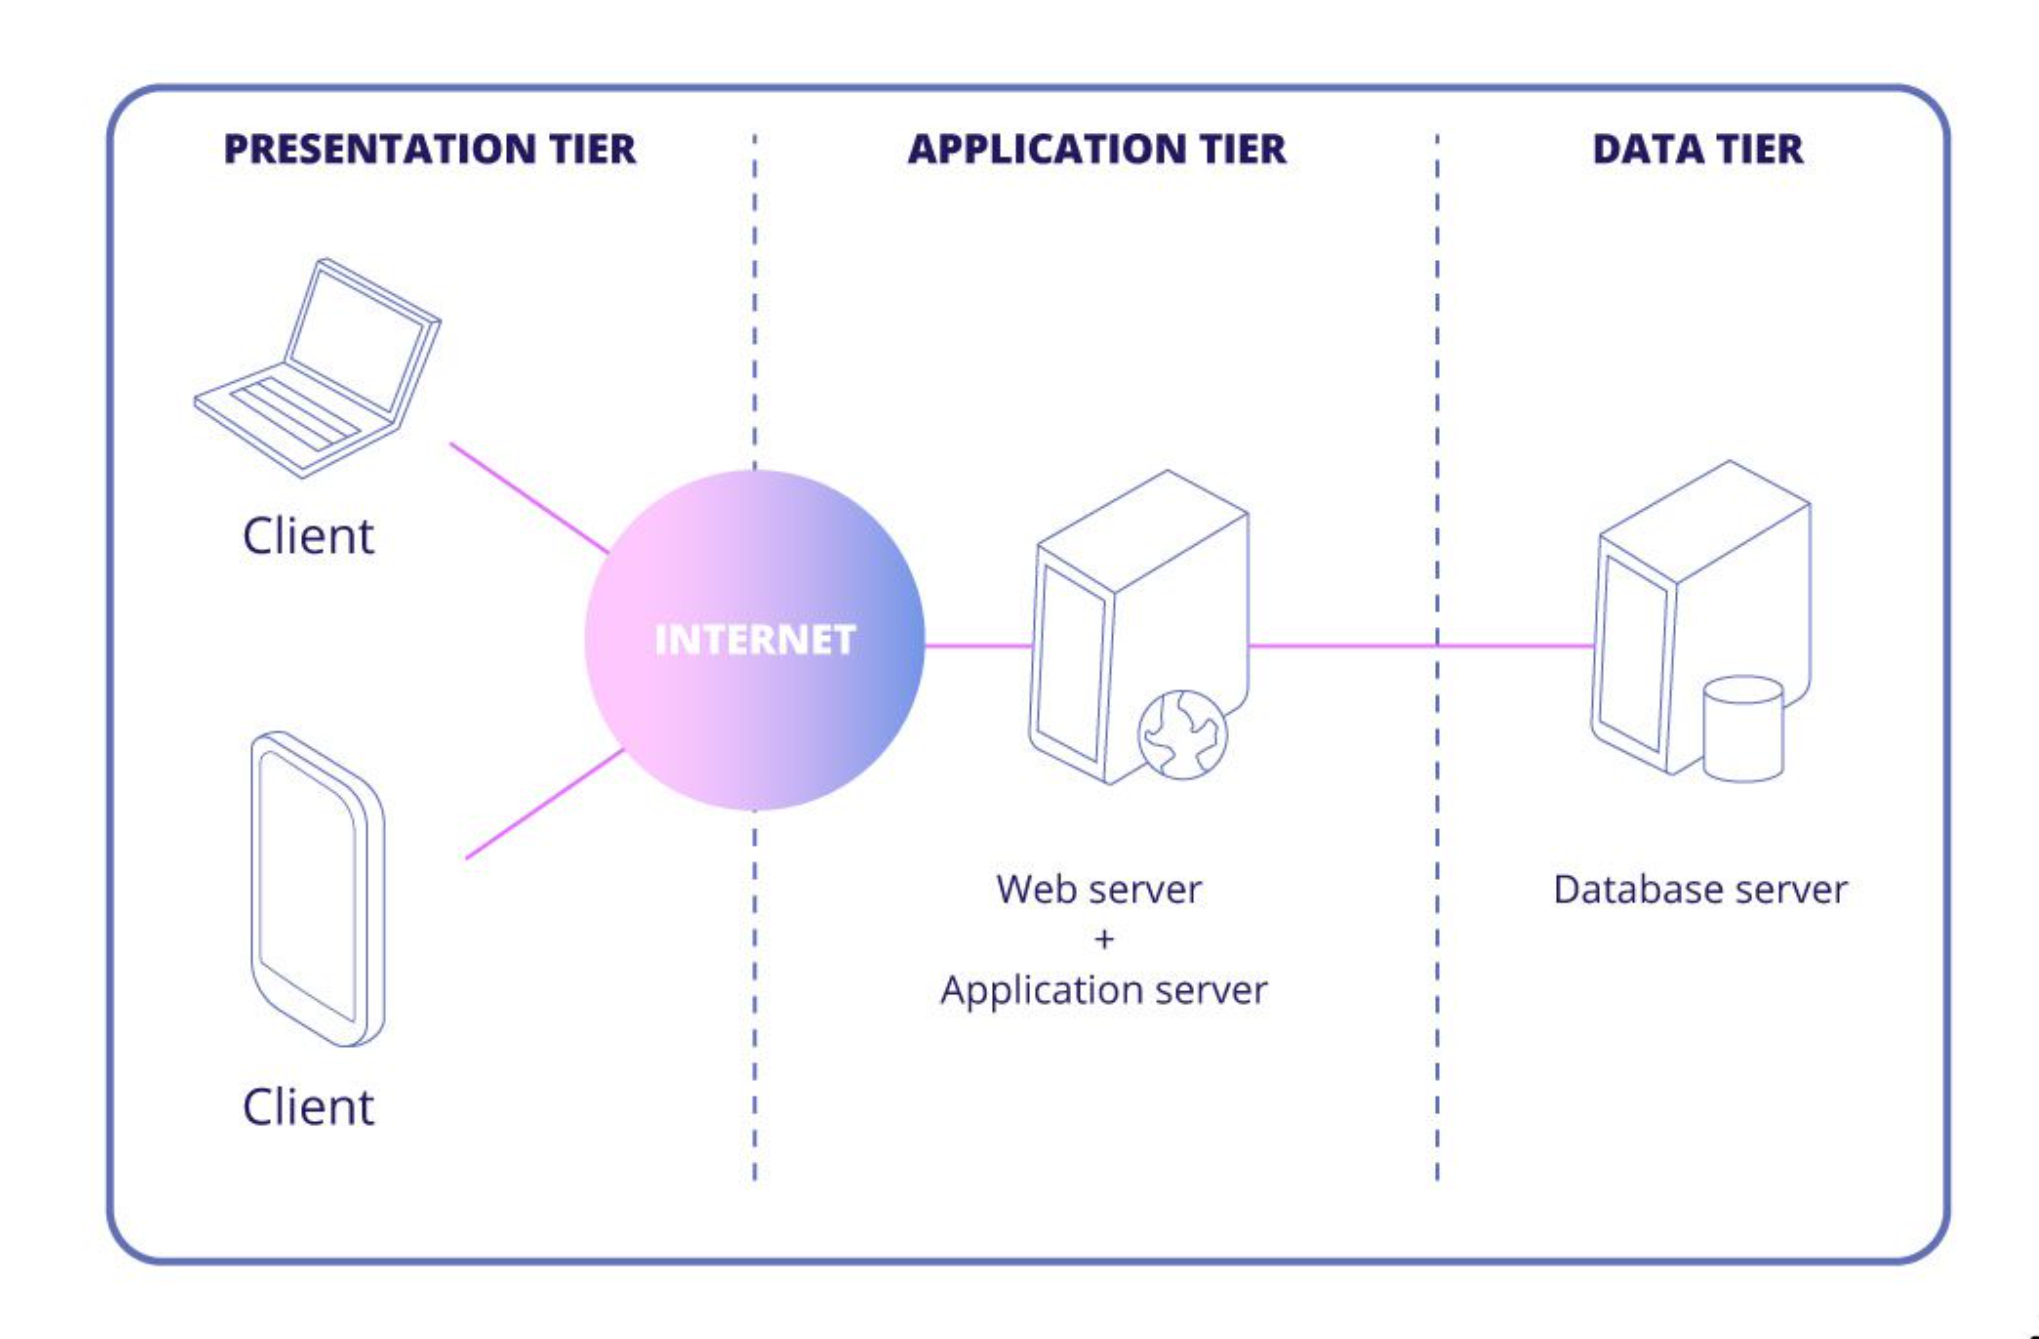 PRESENTATION TIER
APPLICATION TIER
DATA TIER
Client
INTERNET
Client
Web server
+
Application server
Database server